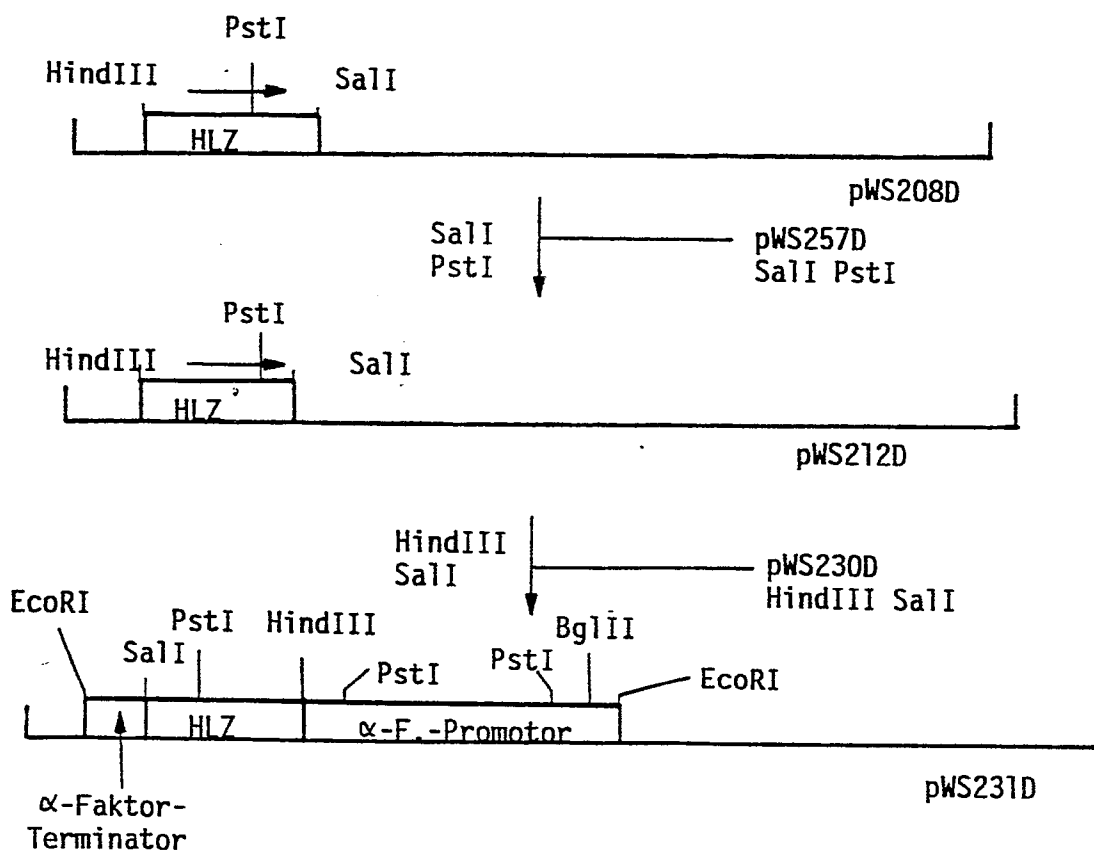 PstI
HindIII
SalI
HLZ
pWS208D
SalI
PstI
pWS257D
SalI PstI
PstI
HindIII
SalI
HLZ
pWS212D
HindIII
SalI
pWS230D
HindIII SalI
EcoRI
PstI
HindIII
BglII
SalI
PstI
PstI
EcoRI
HLZ
α-F.-Promotor
pWS231D
α-Faktor-
Terminator